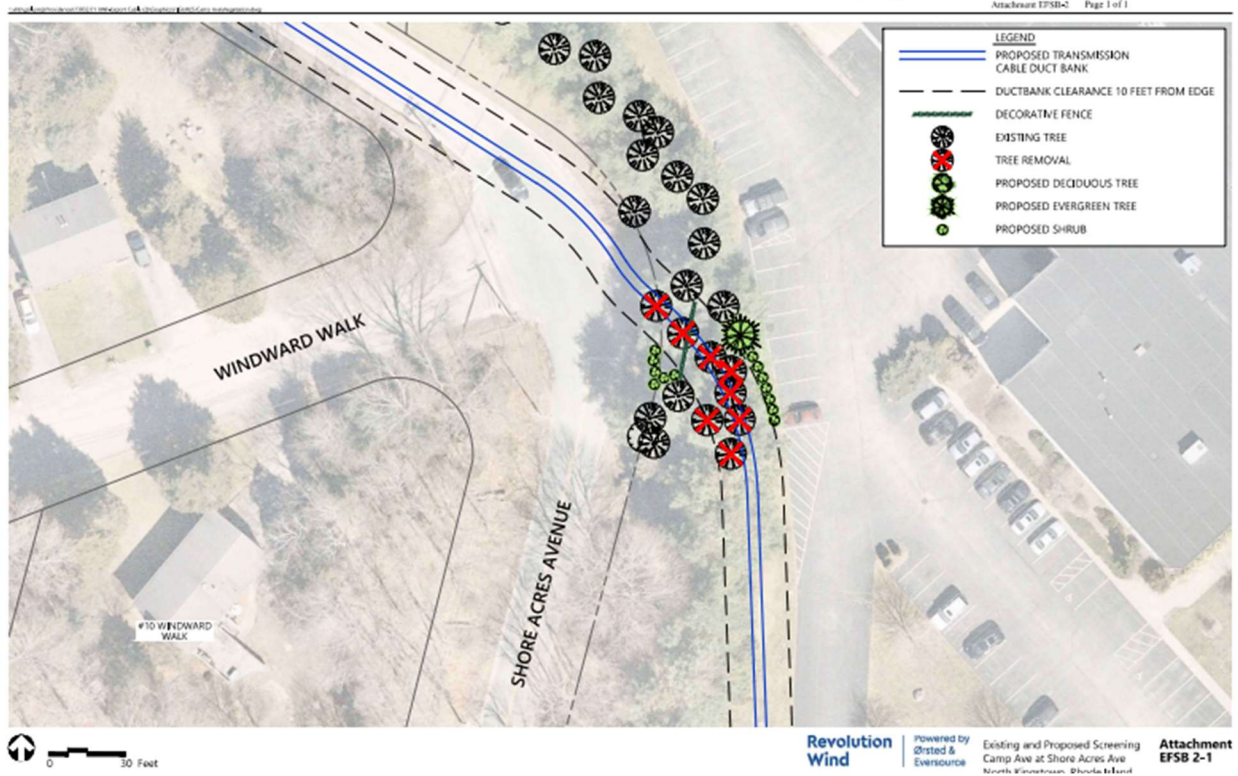 Attachment EFSB-2 Page 1 of 1
LEGEND
PROPOSED TRANSMISSION
CABLE DUCT BANK
DUCTBANK CLEARANCE 10 FEET FROM EDGE
DECORATIVE FENCE
EXISTING TREE
TREE REMOVAL
PROPOSED DECIDUOUS TREE
PROPOSED EVERGREEN TREE
PROPOSED SHRUB
WINDWARD WALK
SHORE ACRES AVENUE
#10 WINDWARD
WALK
0 30 Feet
Revolution
Wind
Powered by
Ørsted &
Eversource
Existing and Proposed Screening
Camp Ave at Shore Acres Ave
North Kingstown, Rhode Island
Attachment
EFSB 2-1